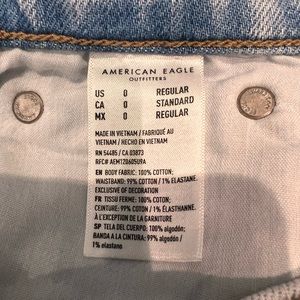 AMERICAN EAGLE
OUTFITTERS
US 0 REGULAR
CA 0 STANDARD
MX 0 REGULAR
MADE IN VIETNAM / FABRIQUÉ AU
VIETNAM / HECHO EN VIETNAM
RN 54485 / CA 03873
RFC# AEM120605U9A
EN BODY FABRIC: 100% COTTON;
WAISTBAND: 99% COTTON / 1% ELASTANE.
EXCLUSIVE OF DECORATION
FR TISSU FERME: 100% COTON;
CEINTURE: 99% COTON / 1% ÉLASTHANNE.
À L'EXCEPTION DE LA GARNITURE
SP TELA DEL CUERPO: 100% algodón;
BANDA A LA CINTURA: 99% algodón /
1% elastano